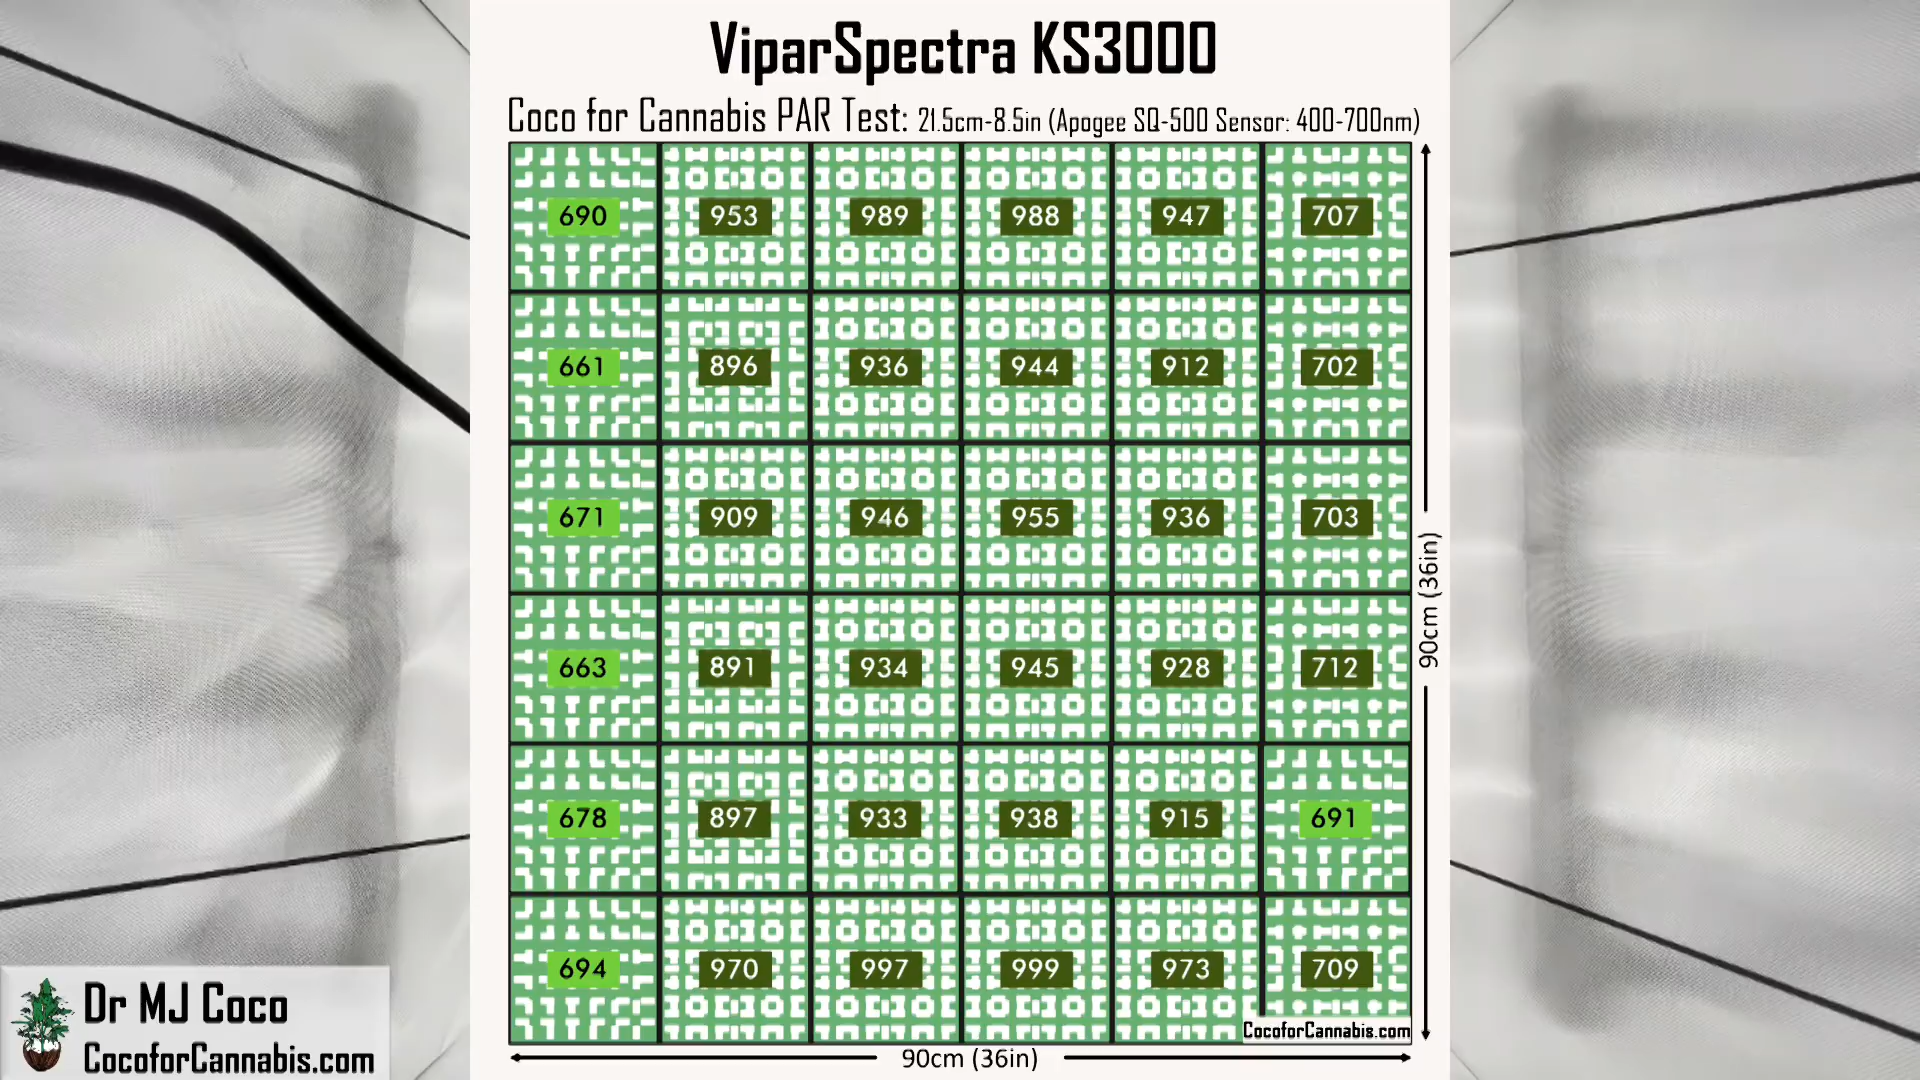 ViparSpectra KS3000
Coco for Cannabis PAR Test: 21.5cm-8.5in (Apogee SQ-500 Sensor: 400-700nm)
690 953 989 988 947 707
661 896 936 944 912 702
671 909 946 955 936 703
663 891 934 945 928 712
678 897 933 938 915 691
694 970 997 999 973 709
90cm (36in)
CocoforCannabis.com
90cm (36in)
Dr MJ Coco
CocoforCannabis.com